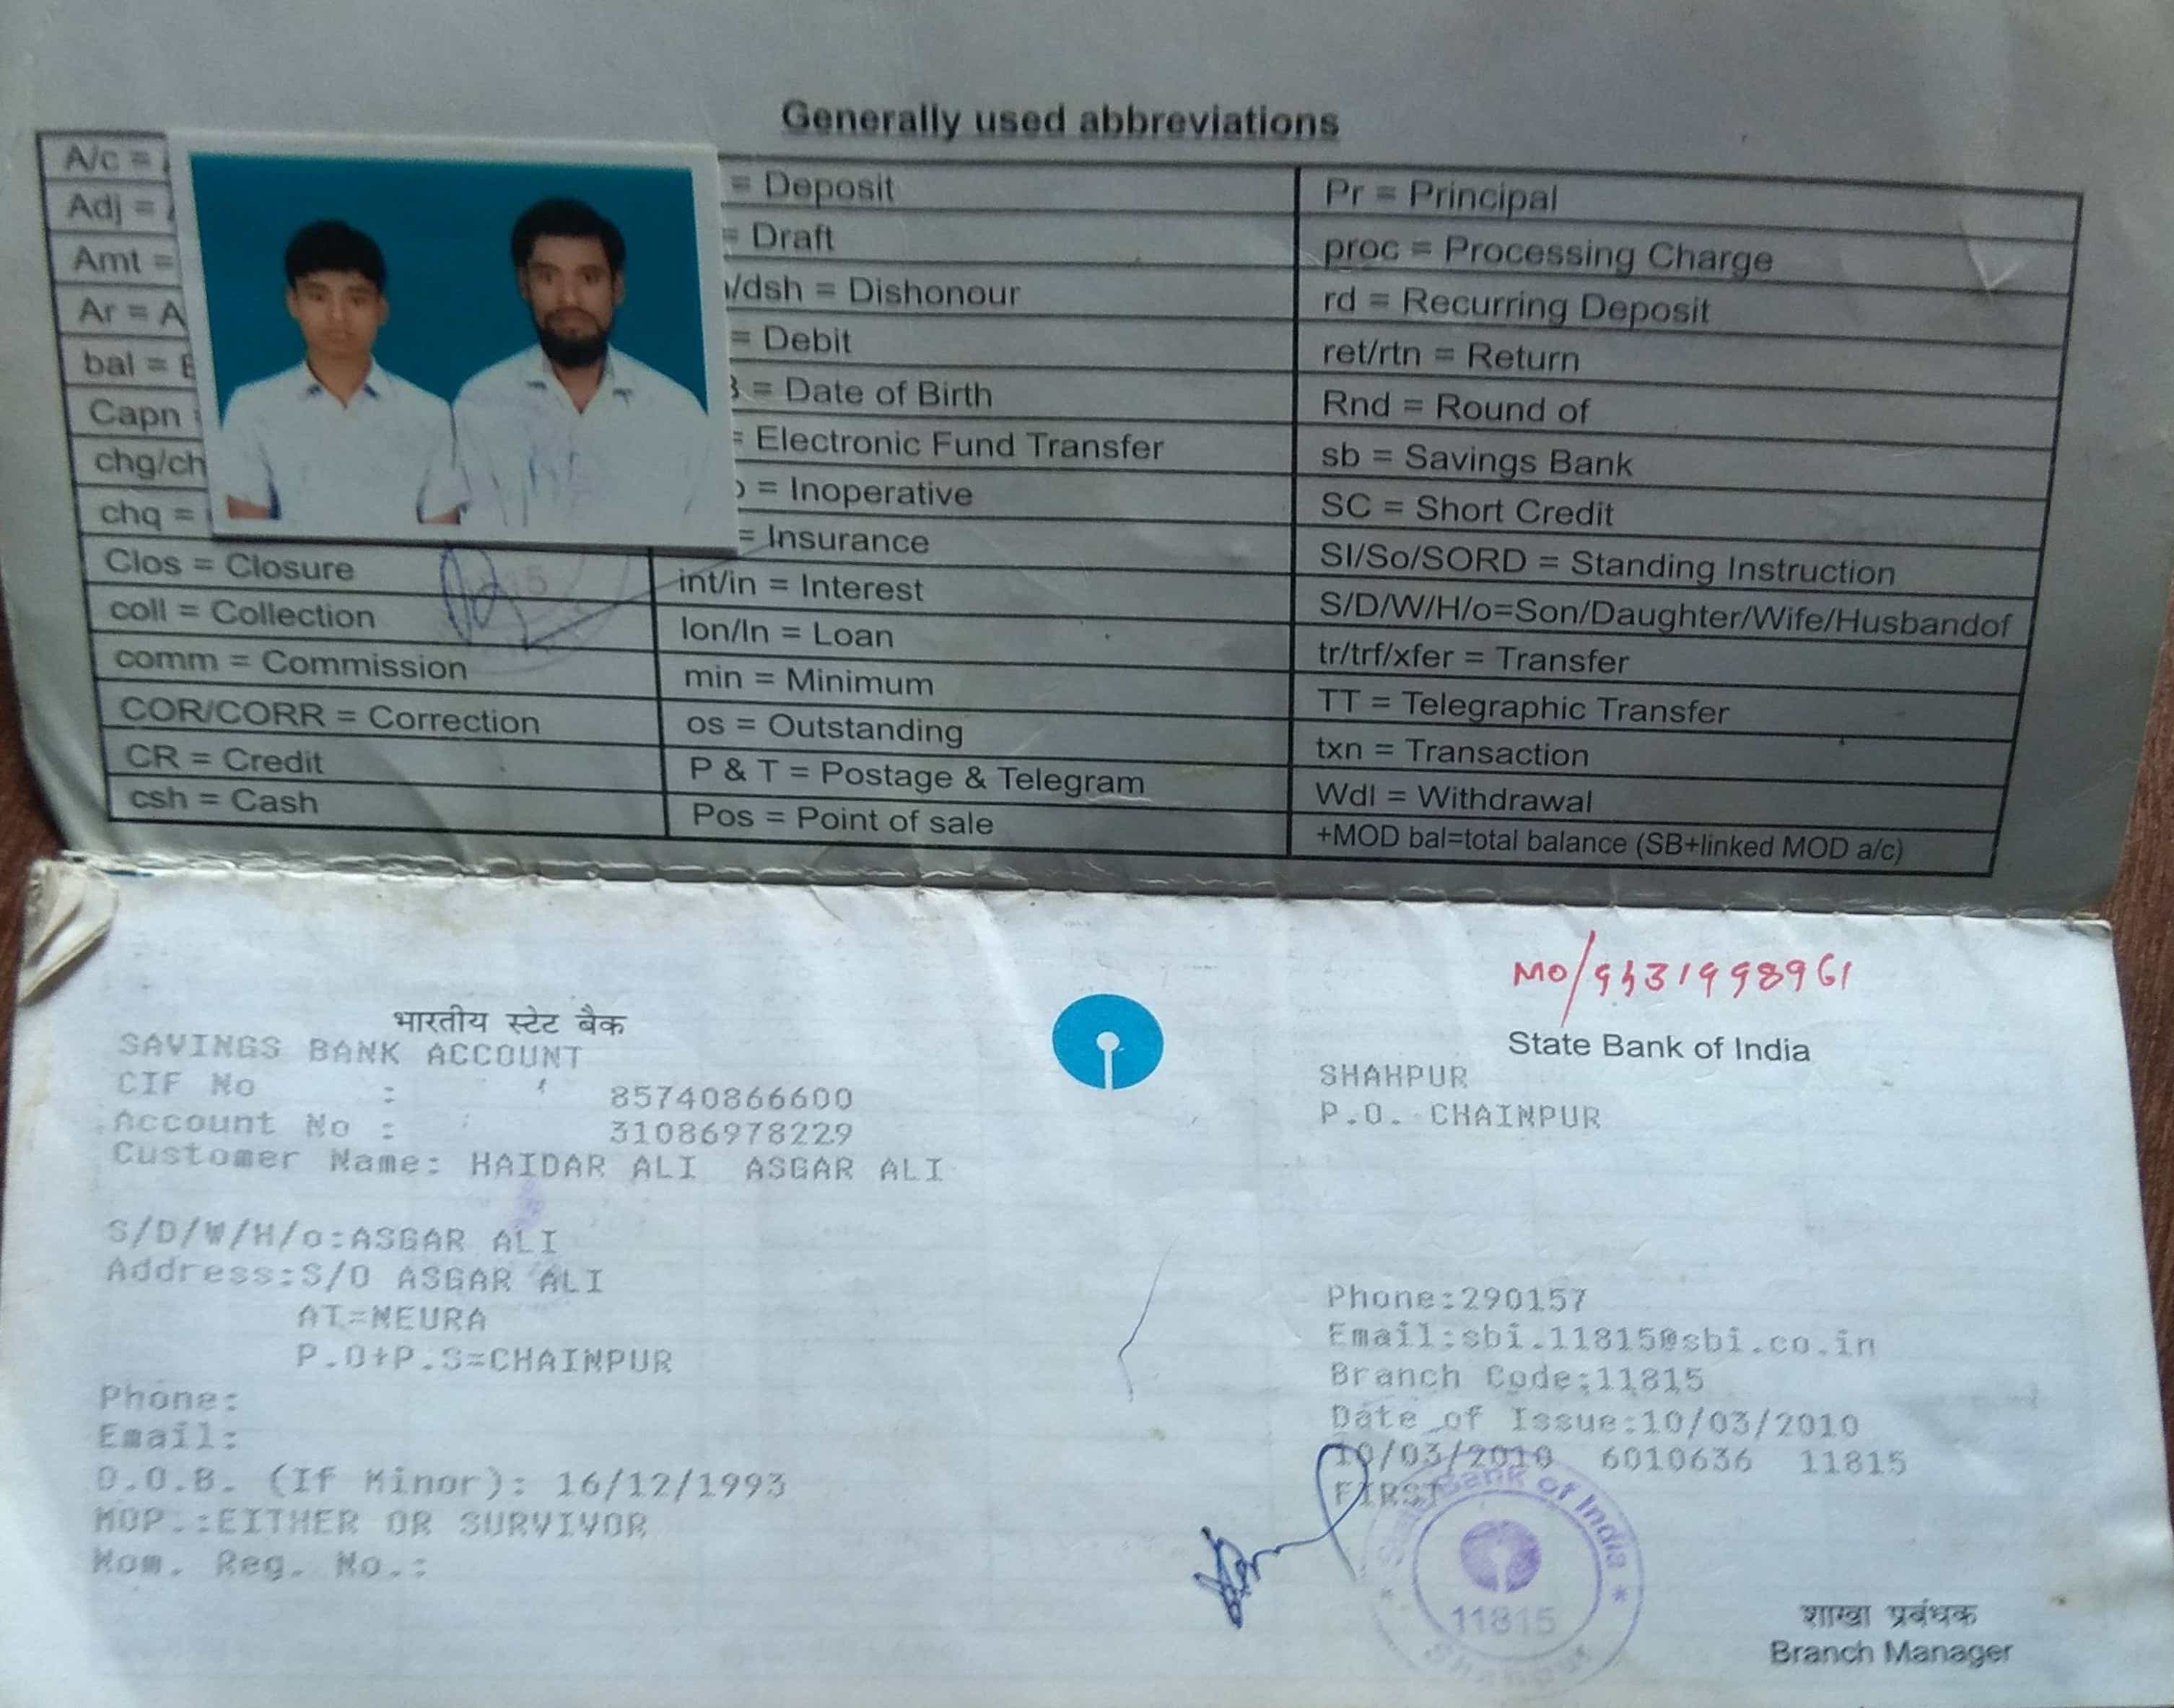 Generally used abbreviations
A/c =
Adj =
Amt =
Ar = A
bal =
Capn
chg/ch
chq =
Clos = Closure
coll = Collection
comm = Commission
COR/CORR = Correction
CR = Credit
csh = Cash
= Deposit
= Draft
/dsh = Dishonour
= Debit
= Date of Birth
= Electronic Fund Transfer
= Inoperative
= Insurance
int/in = Interest
lon/ln = Loan
min = Minimum
os = Outstanding
P & T = Postage & Telegram
Pos = Point of sale
Pr = Principal
proc = Processing Charge
rd = Recurring Deposit
ret/rtn = Return
Rnd = Round of
sb = Savings Bank
SC = Short Credit
SI/So/SORD = Standing Instruction
S/D/W/H/o=Son/Daughter/Wife/Husbandof
tr/trf/xfer = Transfer
TT = Telegraphic Transfer
txn = Transaction
Wdl = Withdrawal
+MOD bal=total balance (SB+linked MOD a/c)
भारतीय स्टेट बैंक
SAVINGS BANK ACCOUNT
CIF No : 85740866600
Account No : 31086978229
Customer Name: HAIDAR ALI ASGAR ALI
S/D/W/H/o:ASGAR ALI
Address:S/O ASGAR ALI
AT=NEURA
P.O+P.S=CHAINPUR
Phone:
Email:
D.O.B. (If Minor): 16/12/1993
MOP.:EITHER OR SURVIVOR
Nom. Reg. No.:
MO/9431998961
State Bank of India
SHAHPUR
P.O. CHAINPUR
Phone:290157
Email:sbi.11815@sbi.co.in
Branch Code:11815
Date of Issue:10/03/2010
10/03/2010 6010636 11815
FIRST
State Bank of India
11815
Shahpur
शाखा प्रबंधक
Branch Manager